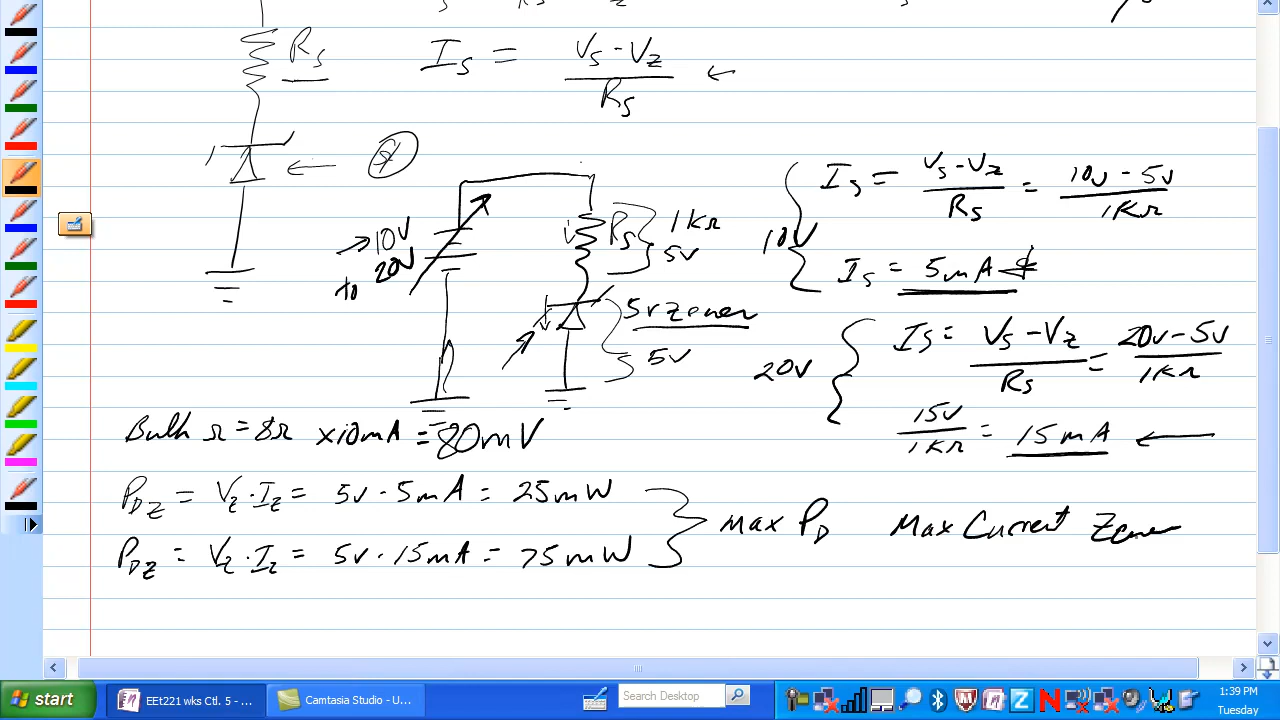 Rs
Is = Vs - Vz / Rs ←
10V
20V
to
Rs
1KΩ
5V
5V Zener
5V
10V
Is = Vs - Vz / Rs = 10V - 5V / 1KΩ
Is = 5mA
20V
Is = Vs - Vz / Rs = 20V - 5V / 1KΩ
15V / 1KΩ = 15mA ←
Bulk Ω = 8Ω x10mA = 80mV
PDz = Vz · Iz = 5V · 5mA = 25mW
PDz = Vz · Iz = 5V · 15mA = 75mW
max PD Max Current Zener
start
EEt221 wks Ctl. 5 - ...
Camtasia Studio - U...
Search Desktop
1:39 PM
Tuesday